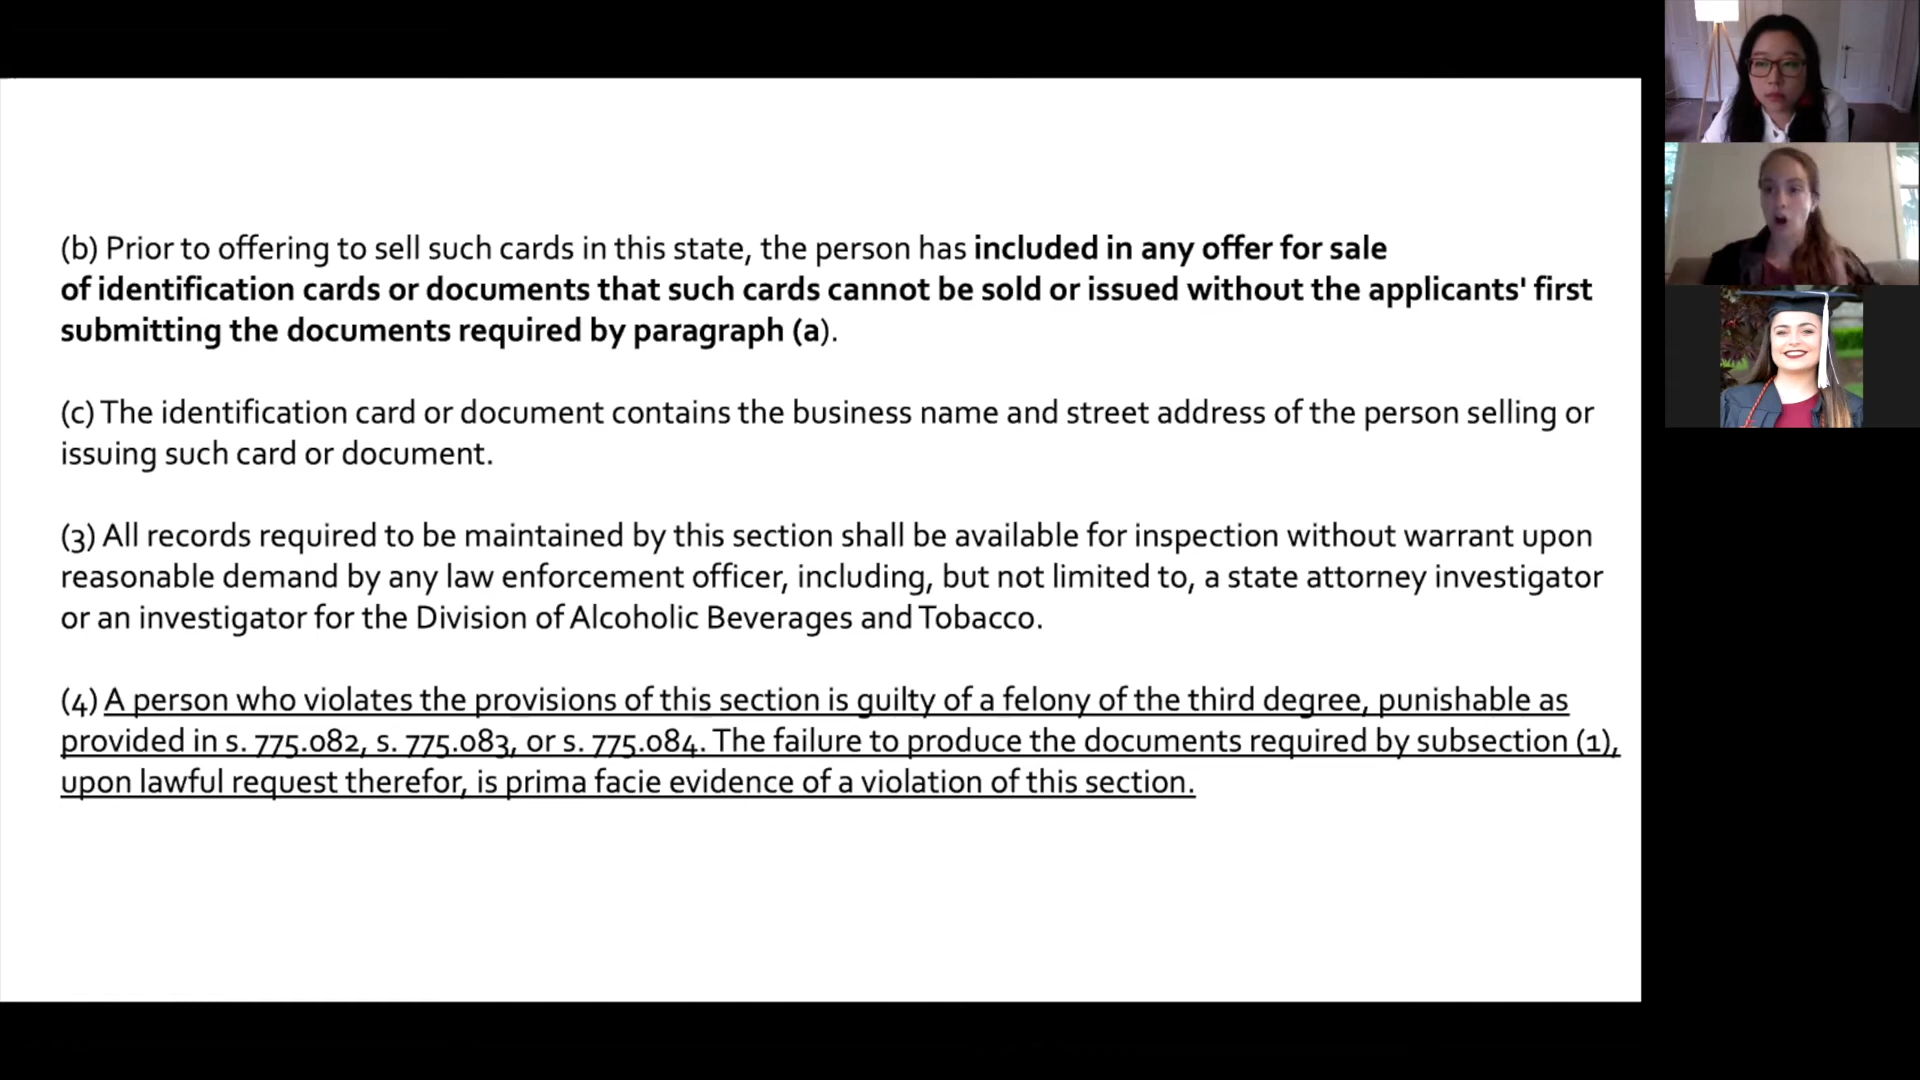 (b) Prior to offering to sell such cards in this state, the person has included in any offer for sale
of identification cards or documents that such cards cannot be sold or issued without the applicants' first
submitting the documents required by paragraph (a).
(c) The identification card or document contains the business name and street address of the person selling or
issuing such card or document.
(3) All records required to be maintained by this section shall be available for inspection without warrant upon
reasonable demand by any law enforcement officer, including, but not limited to, a state attorney investigator
or an investigator for the Division of Alcoholic Beverages and Tobacco.
(4) A person who violates the provisions of this section is guilty of a felony of the third degree, punishable as
provided in s. 775.082, s. 775.083, or s. 775.084. The failure to produce the documents required by subsection (1),
upon lawful request therefor, is prima facie evidence of a violation of this section.